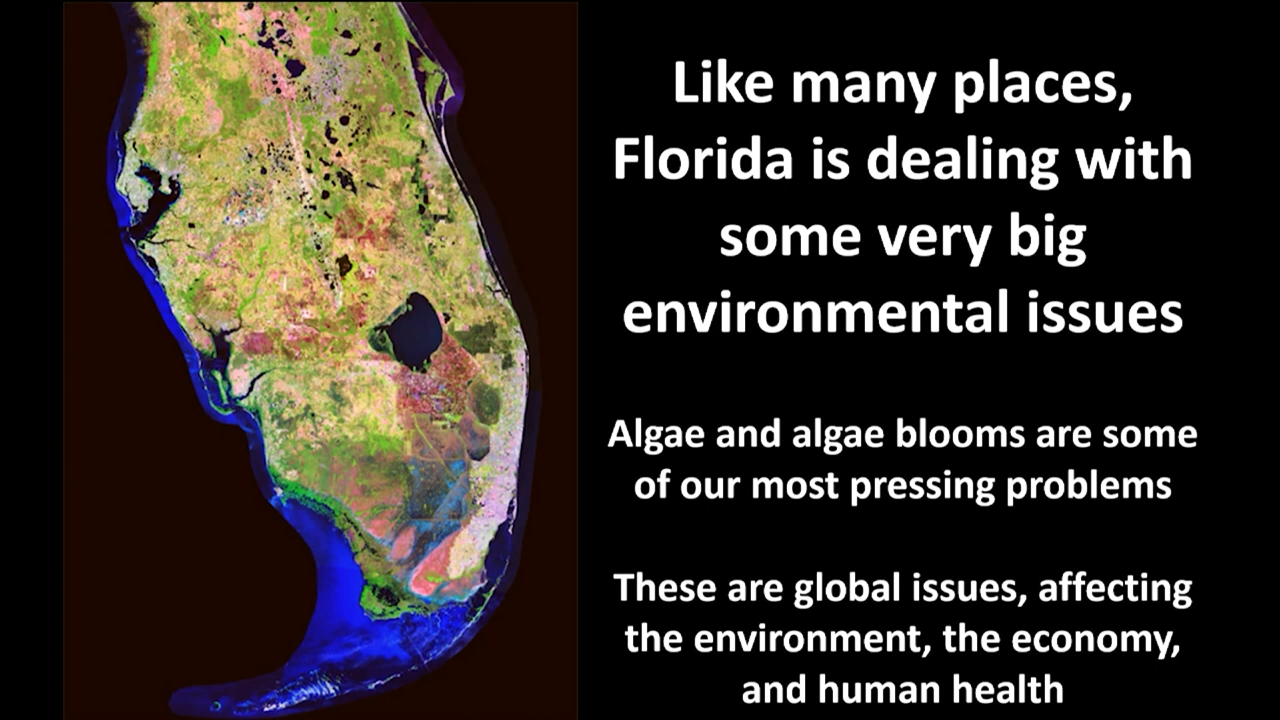 Like many places,
Florida is dealing with
some very big
environmental issues
Algae and algae blooms are some
of our most pressing problems
These are global issues, affecting
the environment, the economy,
and human health